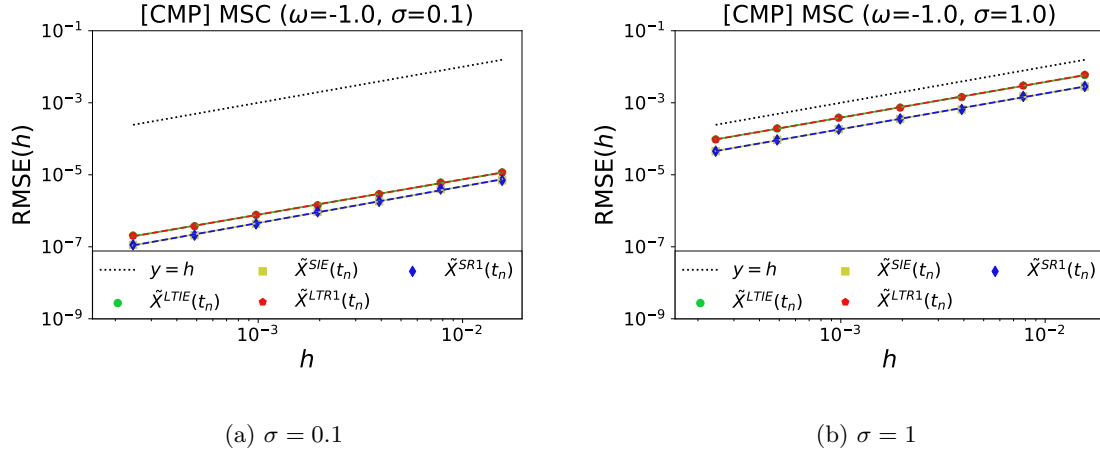 [CMP] MSC (ω=-1.0, σ=0.1)
RMSE(h)
10⁻¹
10⁻³
10⁻⁵
10⁻⁷
10⁻⁹
y = h
X̃^{SIE}(t_n)
X̃^{SR1}(t_n)
X̃^{LTIE}(t_n)
X̃^{LTR1}(t_n)
10⁻³
10⁻²
h
(a) σ = 0.1
[CMP] MSC (ω=-1.0, σ=1.0)
RMSE(h)
10⁻¹
10⁻³
10⁻⁵
10⁻⁷
10⁻⁹
y = h
X̃^{SIE}(t_n)
X̃^{SR1}(t_n)
X̃^{LTIE}(t_n)
X̃^{LTR1}(t_n)
10⁻³
10⁻²
h
(b) σ = 1